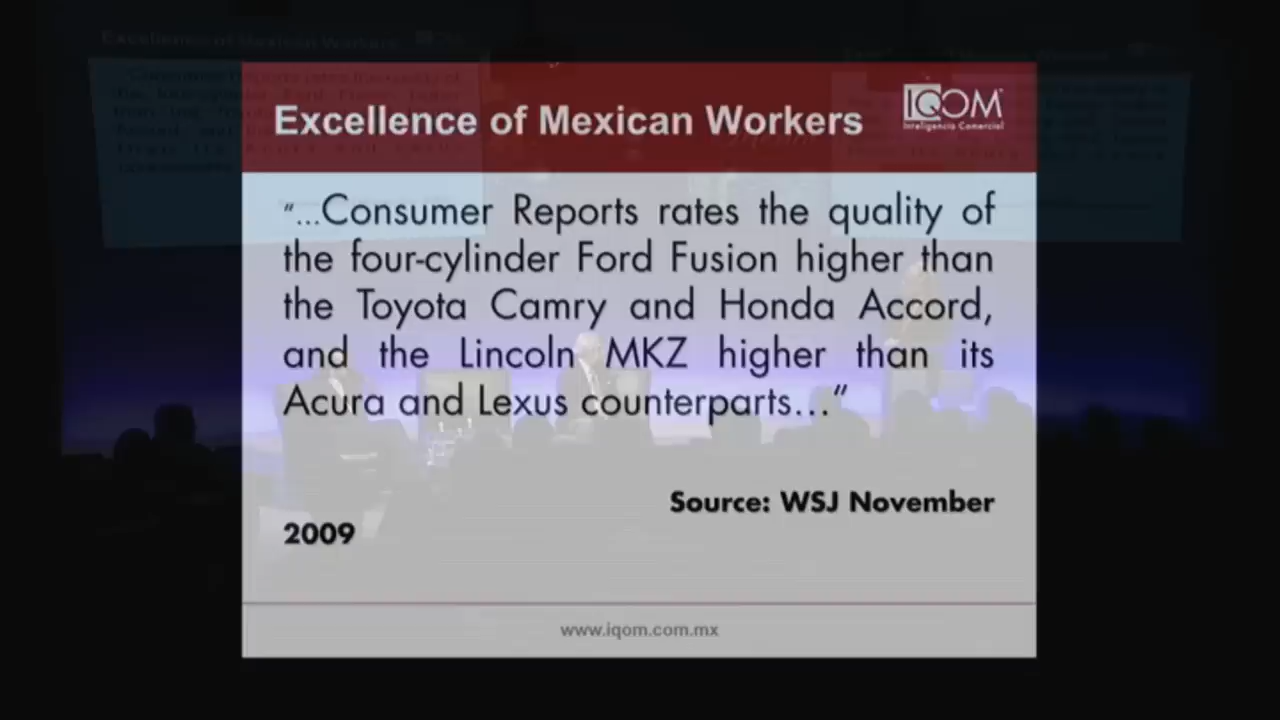 Excellence of Mexican Workers
IQOM
Inteligencia Comercial
“...Consumer Reports rates the quality of
the four-cylinder Ford Fusion higher than
the Toyota Camry and Honda Accord,
and the Lincoln MKZ higher than its
Acura and Lexus counterparts...“
Source: WSJ November
2009
www.iqom.com.mx